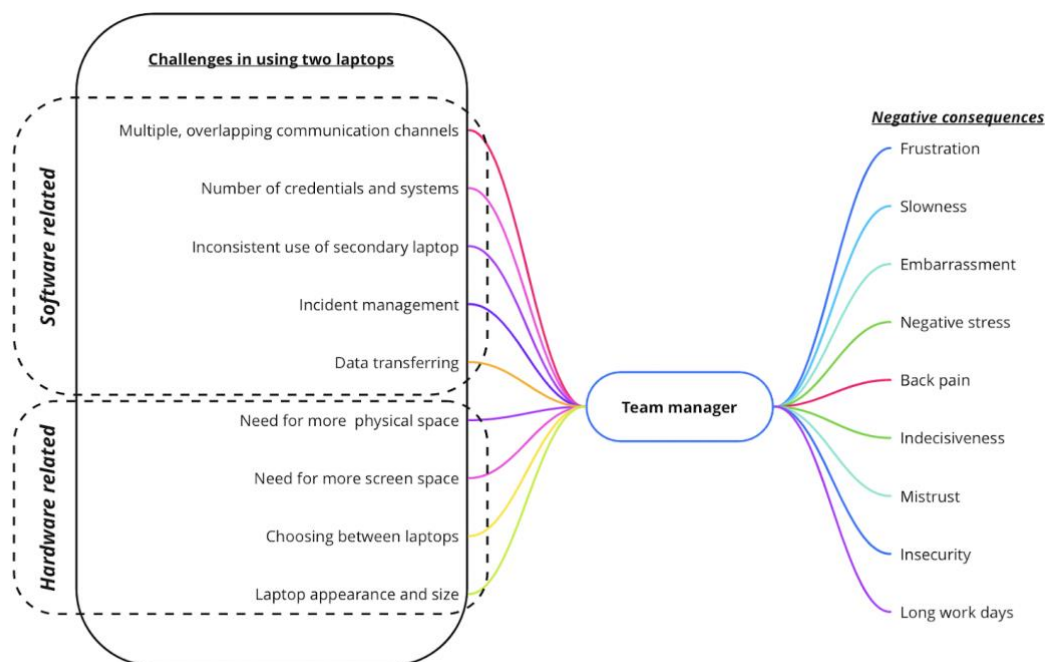 Challenges in using two laptops
Software related
Multiple, overlapping communication channels
Number of credentials and systems
Inconsistent use of secondary laptop
Incident management
Data transferring
Hardware related
Need for more physical space
Need for more screen space
Choosing between laptops
Laptop appearance and size
Team manager
Negative consequences
Frustration
Slowness
Embarrassment
Negative stress
Back pain
Indecisiveness
Mistrust
Insecurity
Long work days